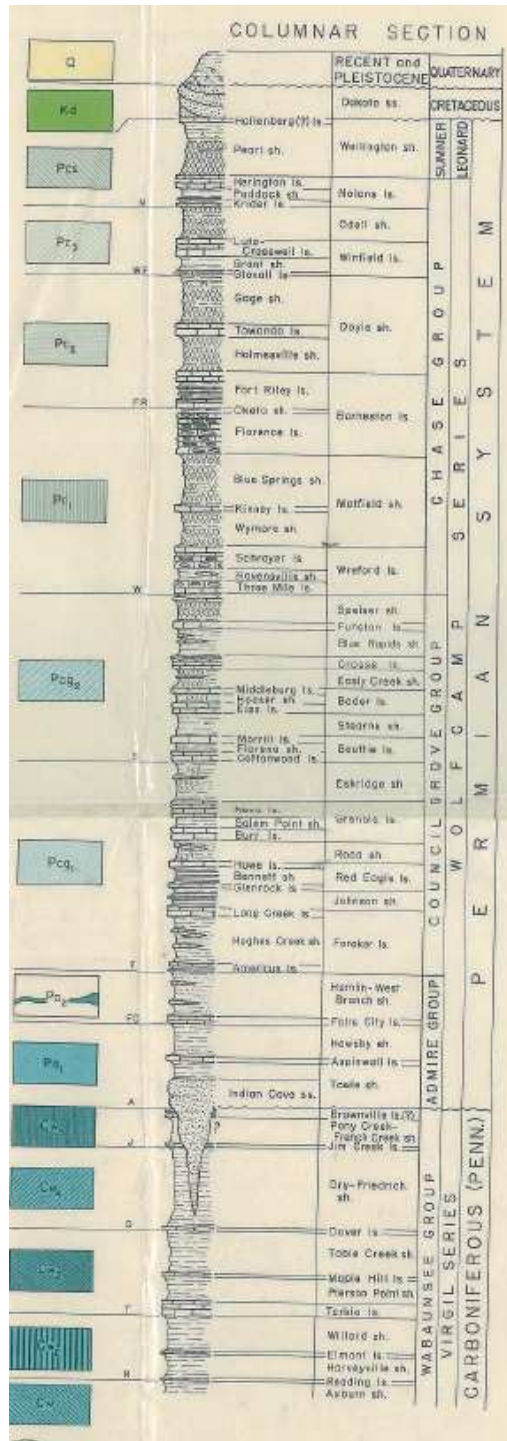 COLUMNAR SECTION
Q
RECENT and
PLEISTOCENE
QUATERNARY
Kd
Dakota ss.
CRETACEOUS
Hollenberg(?) ls.
Pearl sh.
Wellington sh.
SUMNER
LEONARD
Pcs
Herington ls.
Paddock sh.
Krider ls.
Nolans ls.
Odell sh.
Pc3
Luta-
Cresswell ls.
Grant sh.
Stovall ls.
Winfield ls.
WF
Gage sh.
Towanda ls.
Holmesville sh.
Doyle sh.
Pc2
Fort Riley ls.
Oketo sh.
Florence ls.
Barneston ls.
FR
Blue Springs sh.
Kinney ls.
Wymore sh.
Matfield sh.
Pc1
Schroyer ls.
Havensville sh.
Three Mile ls.
Wreford ls.
W
CHASE GROUP
Speiser sh.
Funston ls.
Blue Rapids sh.
Crouse ls.
Easly Creek sh.
Middleburg ls.
Hooser sh.
Eiss ls.
Bader ls.
Pcg2
Stearns sh.
Morrill ls.
Florena sh.
Cottonwood ls.
Beattie ls.
Eskridge sh.
Neva ls.
Salem Point sh.
Burr ls.
Grenola ls.
Roca sh.
Howe ls.
Bennett sh.
Glenrock ls.
Red Eagle ls.
Johnson sh.
Pcg1
Long Creek ls.
Hughes Creek sh.
Americus ls.
Foraker ls.
F
COUNCIL GROVE GROUP
Hamlin-West
Branch sh.
Pa2
Falls City ls.
FC
Hawxby sh.
Aspinwall ls.
Towle sh.
Pa1
Indian Cave ss.
A
ADMIRE GROUP
WOLFCAMP SERIES
PERMIAN SYSTEM
Brownville ls.(?)
Pony Creek-
French Creek sh.
Jim Creek ls.
J
Dry-Friedrich
sh.
Dover ls.
D
Table Creek sh.
Maple Hill ls.
Pierson Point sh.
Tarkio ls.
T
Willard sh.
Elmont ls.
Harveyville sh.
Reading ls.
R
Auburn sh.
WABAUNSEE GROUP
VIRGIL SERIES
CARBONIFEROUS (PENN.)